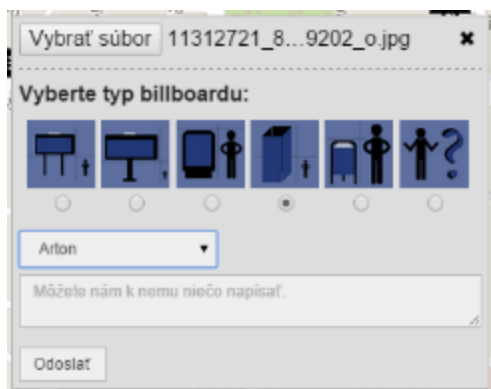 Vybrať súbor 11312721_8...9202_o.jpg ✖
Vyberte typ billboardu:
Arton
Môžete nám k nemu niečo napísať.
Odoslať